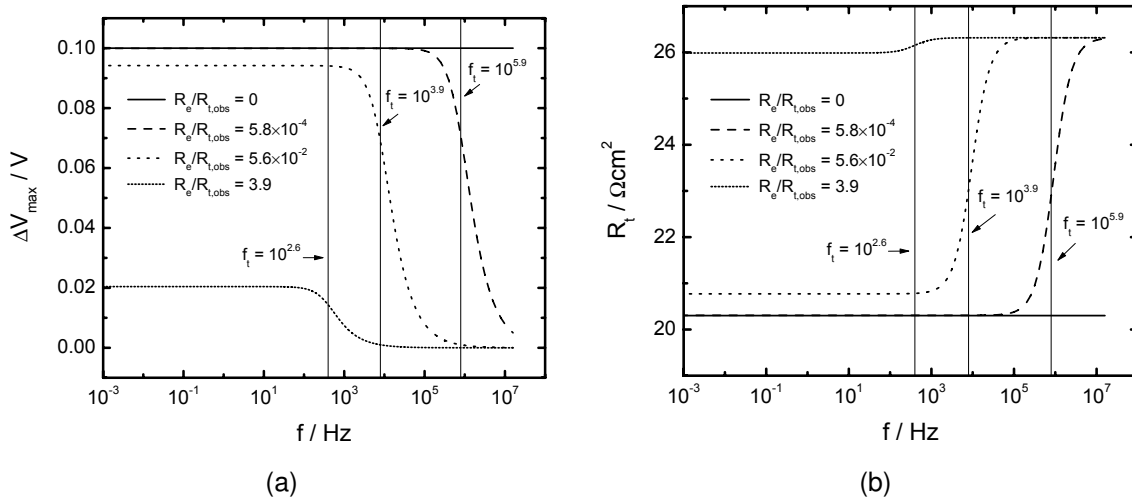 0.10
0.08
0.06
0.04
0.02
0.00
ΔV_max / V
R_e/R_t,obs = 0
R_e/R_t,obs = 5.8×10^-4
R_e/R_t,obs = 5.6×10^-2
R_e/R_t,obs = 3.9
f_t = 10^3.9
f_t = 10^5.9
f_t = 10^2.6
10^-3 10^-1 10^1 10^3 10^5 10^7
f / Hz
(a)
26
24
22
20
R_t / Ωcm^2
R_e/R_t,obs = 0
R_e/R_t,obs = 5.8×10^-4
R_e/R_t,obs = 5.6×10^-2
R_e/R_t,obs = 3.9
f_t = 10^2.6
f_t = 10^3.9
f_t = 10^5.9
10^-3 10^-1 10^1 10^3 10^5 10^7
f / Hz
(b)